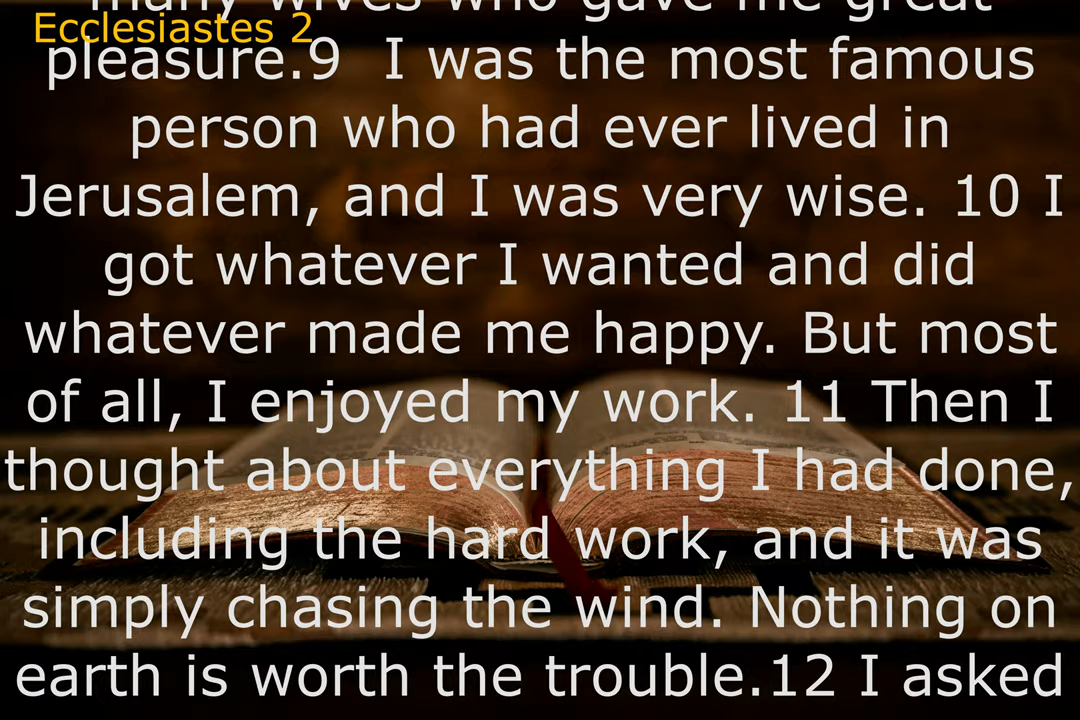 many wives who gave me great
Ecclesiastes 2
pleasure.9 I was the most famous
person who had ever lived in
Jerusalem, and I was very wise. 10 I
got whatever I wanted and did
whatever made me happy. But most
of all, I enjoyed my work. 11 Then I
thought about everything I had done,
including the hard work, and it was
simply chasing the wind. Nothing on
earth is worth the trouble.12 I asked